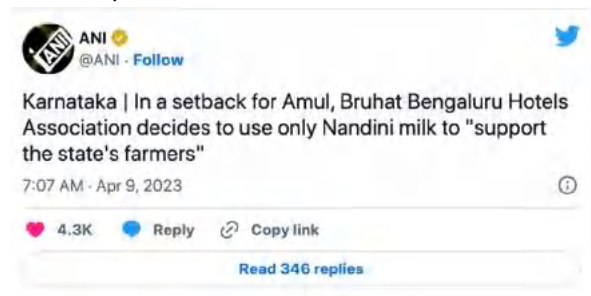 ANI
@ANI · Follow
Karnataka | In a setback for Amul, Bruhat Bengaluru Hotels
Association decides to use only Nandini milk to "support
the state's farmers"
7:07 AM · Apr 9, 2023
4.3K Reply Copy link
Read 346 replies